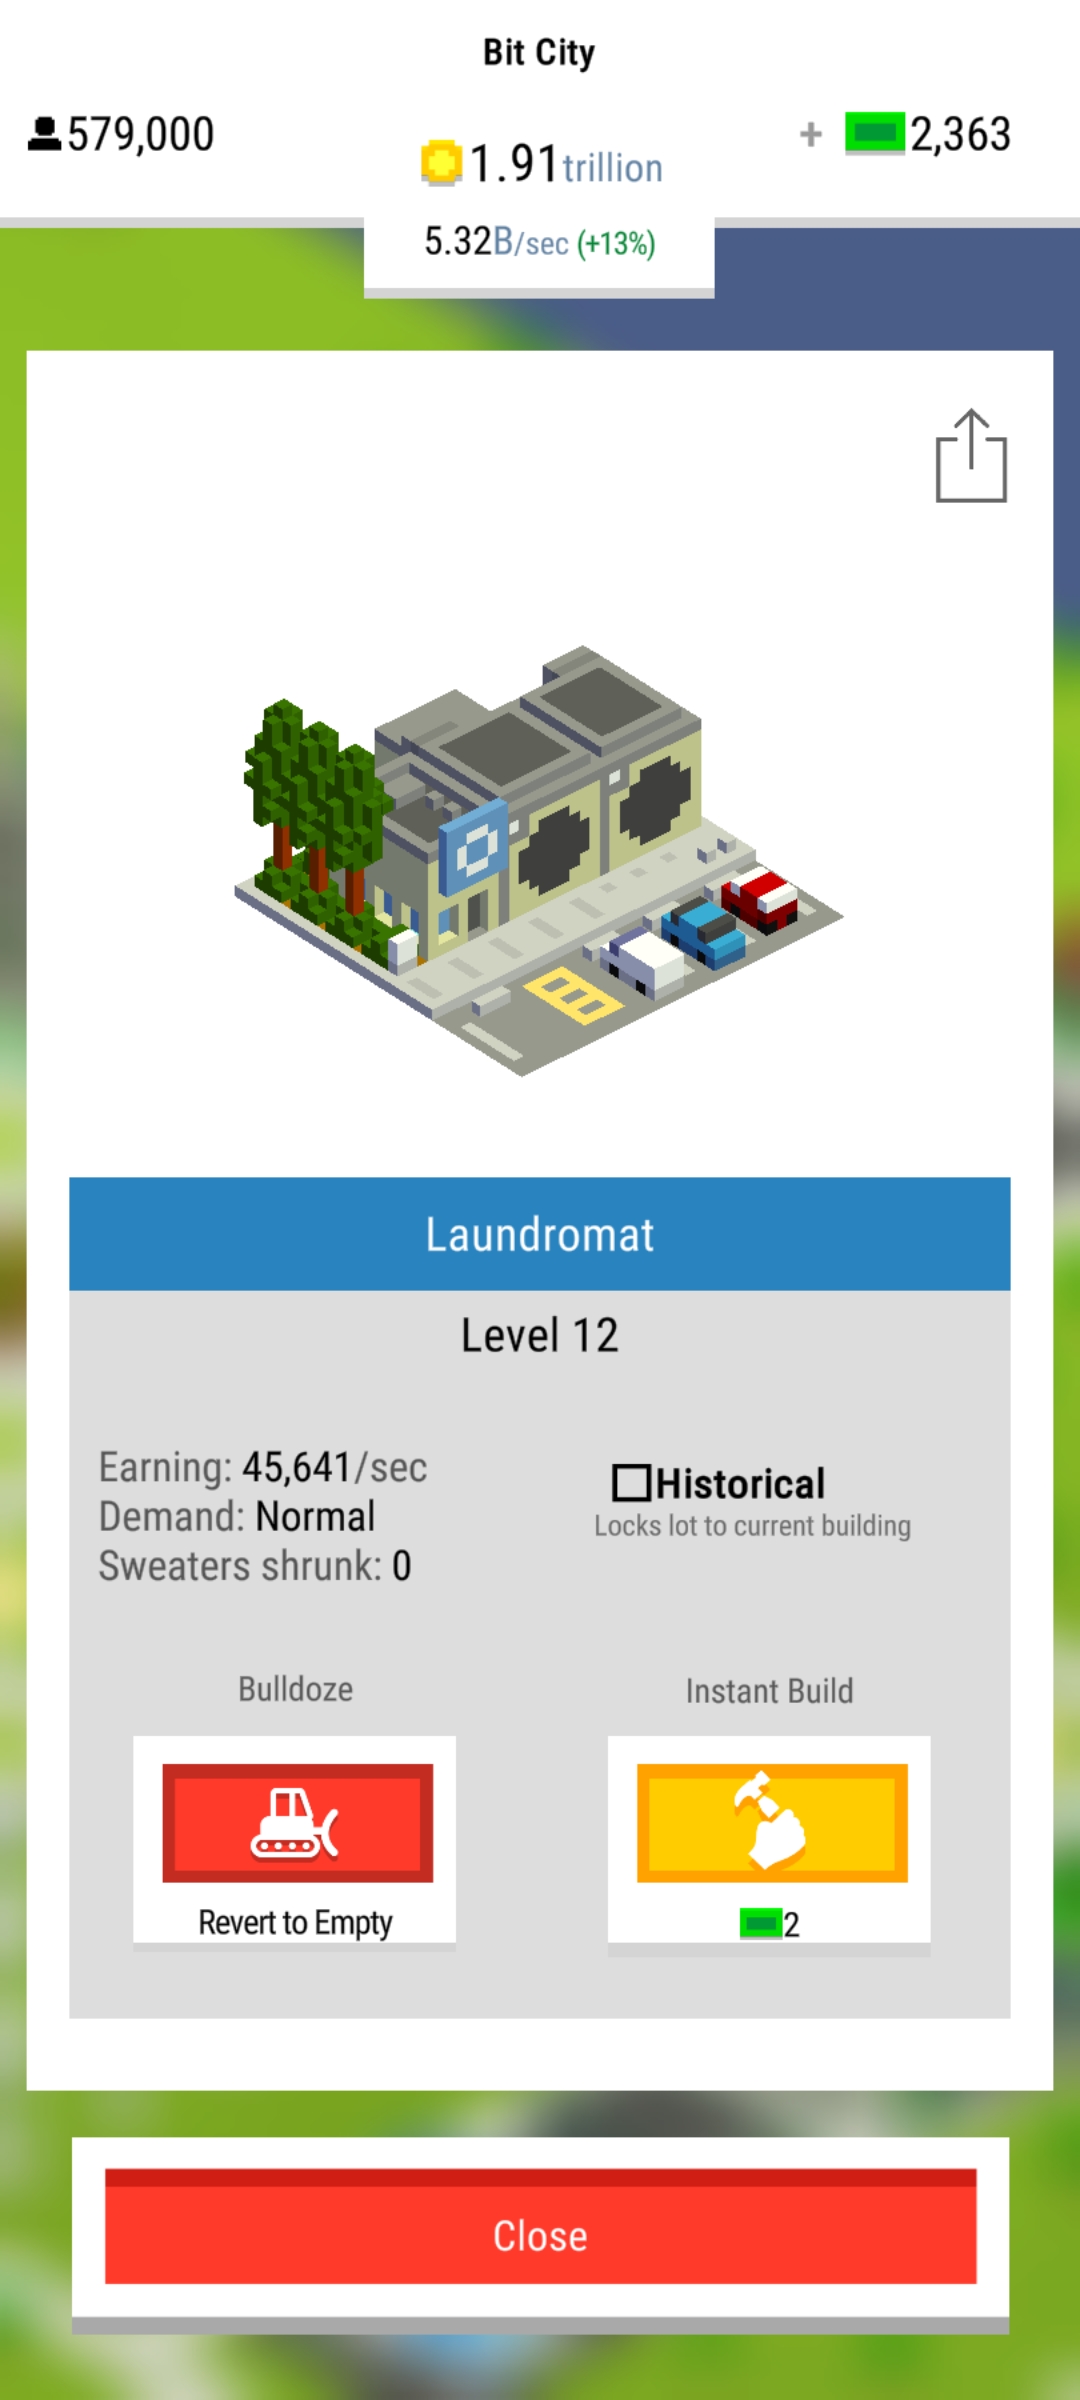 Bit City
579,000
1.91trillion
+ 2,363
5.32B/sec (+13%)
Laundromat
Level 12
Earning: 45,641/sec
Demand: Normal
Sweaters shrunk: 0
Historical
Locks lot to current building
Bulldoze
Revert to Empty
Instant Build
2
Close